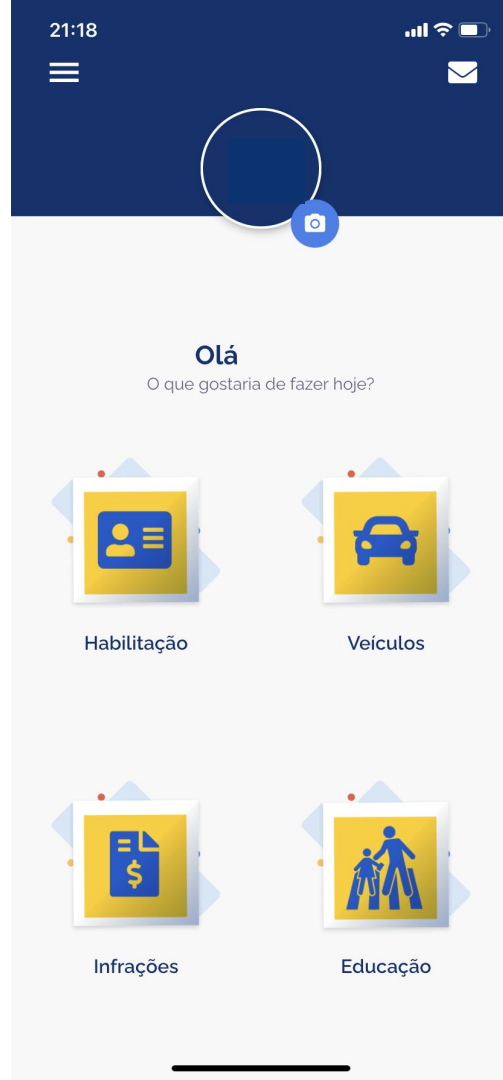 21:18
Olá
O que gostaria de fazer hoje?
Habilitação
Veículos
$
Infrações
Educação